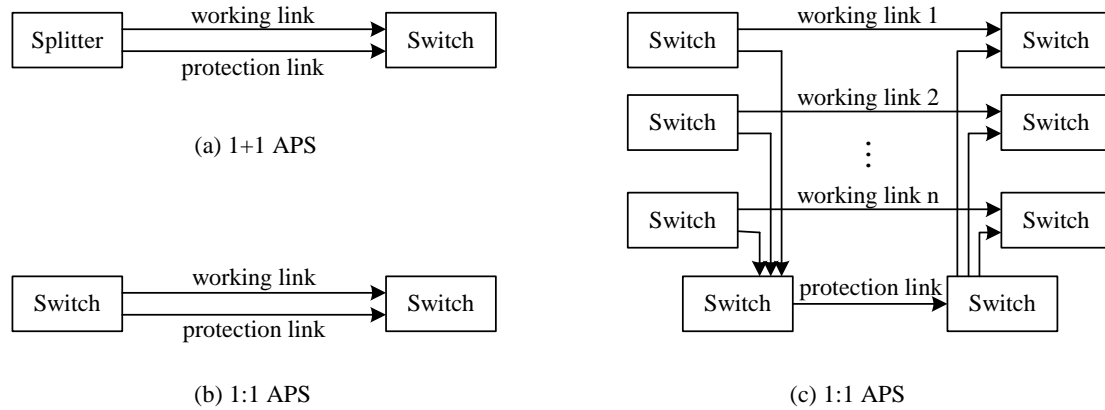 working link
Splitter
Switch
protection link
(a) 1+1 APS
working link
Switch
Switch
protection link
(b) 1:1 APS
working link 1
Switch
Switch
working link 2
Switch
Switch
working link n
Switch
Switch
protection link
Switch
Switch
(c) 1:1 APS